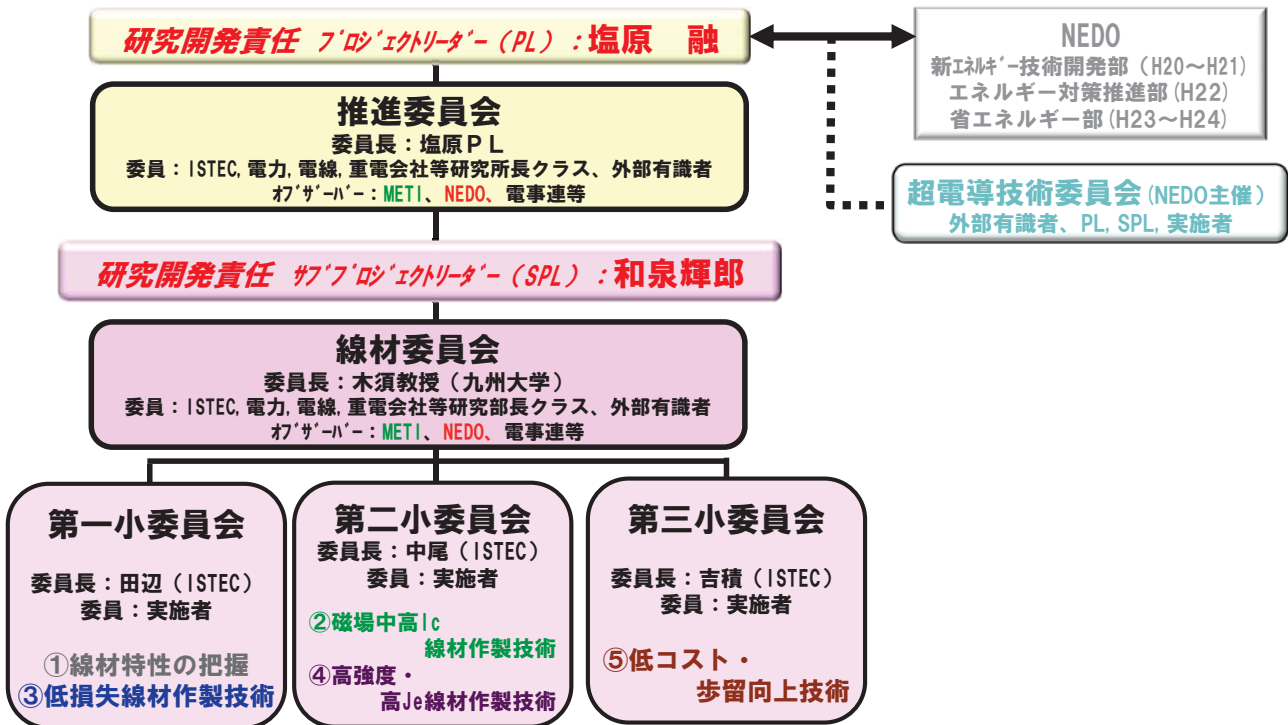 研究開発責任 プロジェクトリーダー(PL):塩原 融
NEDO
新エネルギー技術開発部(H20～H21)
エネルギー対策推進部(H22)
省エネルギー部(H23～H24)
推進委員会
委員長:塩原PL
委員:ISTEC,電力,電線,重電会社等研究所長クラス、外部有識者
オブザーバー:METI、NEDO、電事連等
超電導技術委員会(NEDO主催)
外部有識者、PL,SPL,実施者
研究開発責任 サブプロジェクトリーダー(SPL):和泉輝郎
線材委員会
委員長:木須教授(九州大学)
委員:ISTEC,電力,電線,重電会社等研究部長クラス、外部有識者
オブザーバー:METI、NEDO、電事連等
第一小委員会
委員長:田辺(ISTEC)
委員:実施者
①線材特性の把握
③低損失線材作製技術
第二小委員会
委員長:中尾(ISTEC)
委員:実施者
②磁場中高Ic
線材作製技術
④高強度・
高Je線材作製技術
第三小委員会
委員長:吉積(ISTEC)
委員:実施者
⑤低コスト・
歩留向上技術